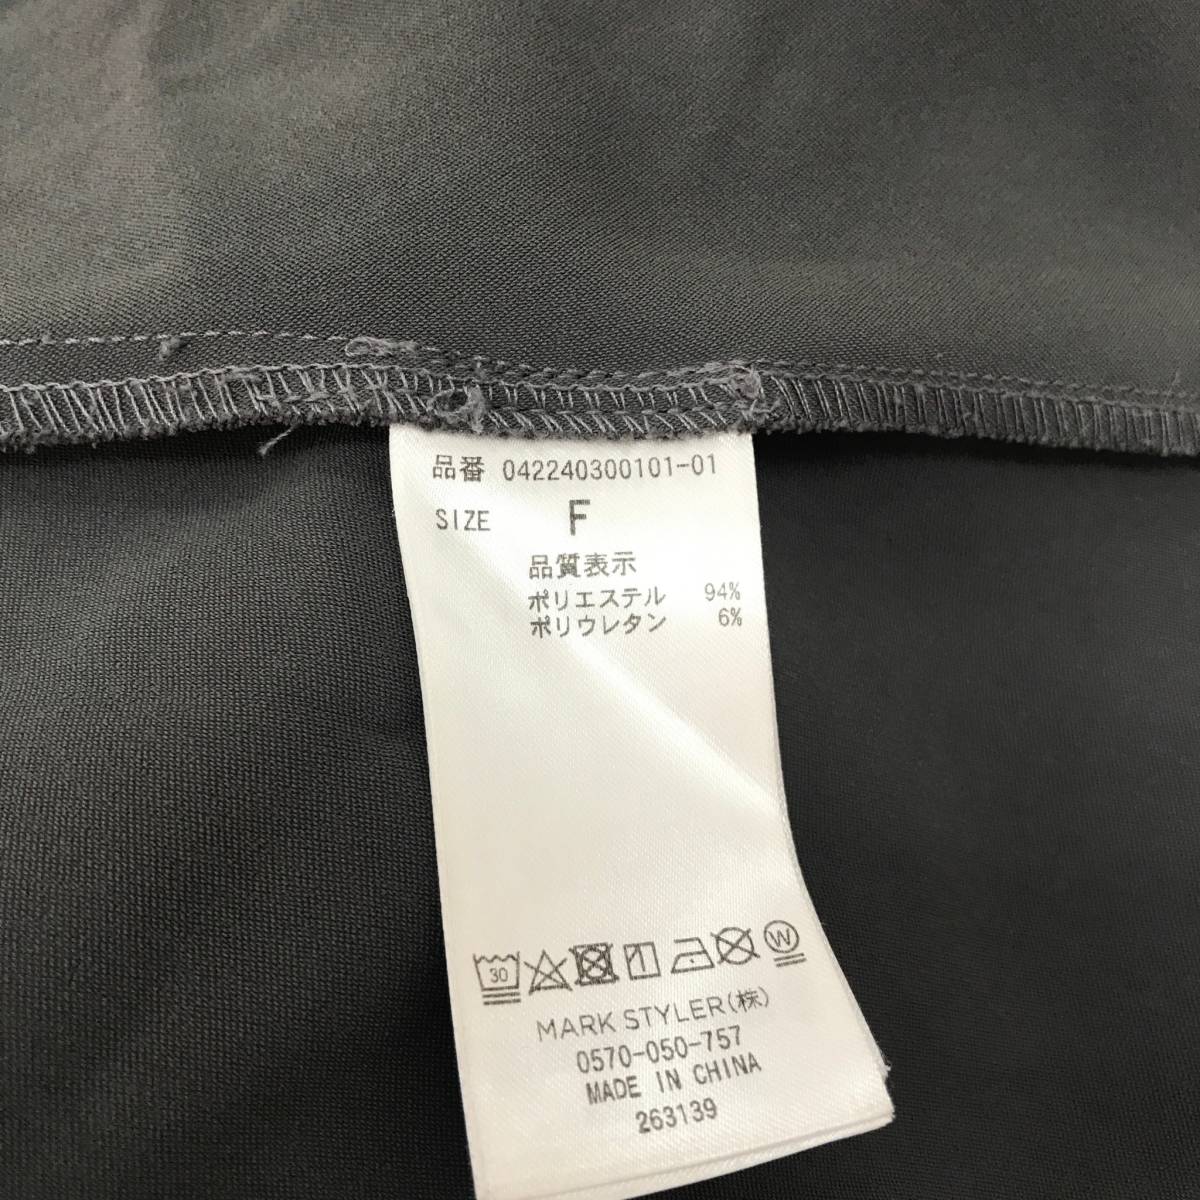 品番 042240300101-01
SIZE F
品質表示
ポリエステル 94%
ポリウレタン 6%
30 W
MARK STYLER(株)
0570-050-757
MADE IN CHINA
263139